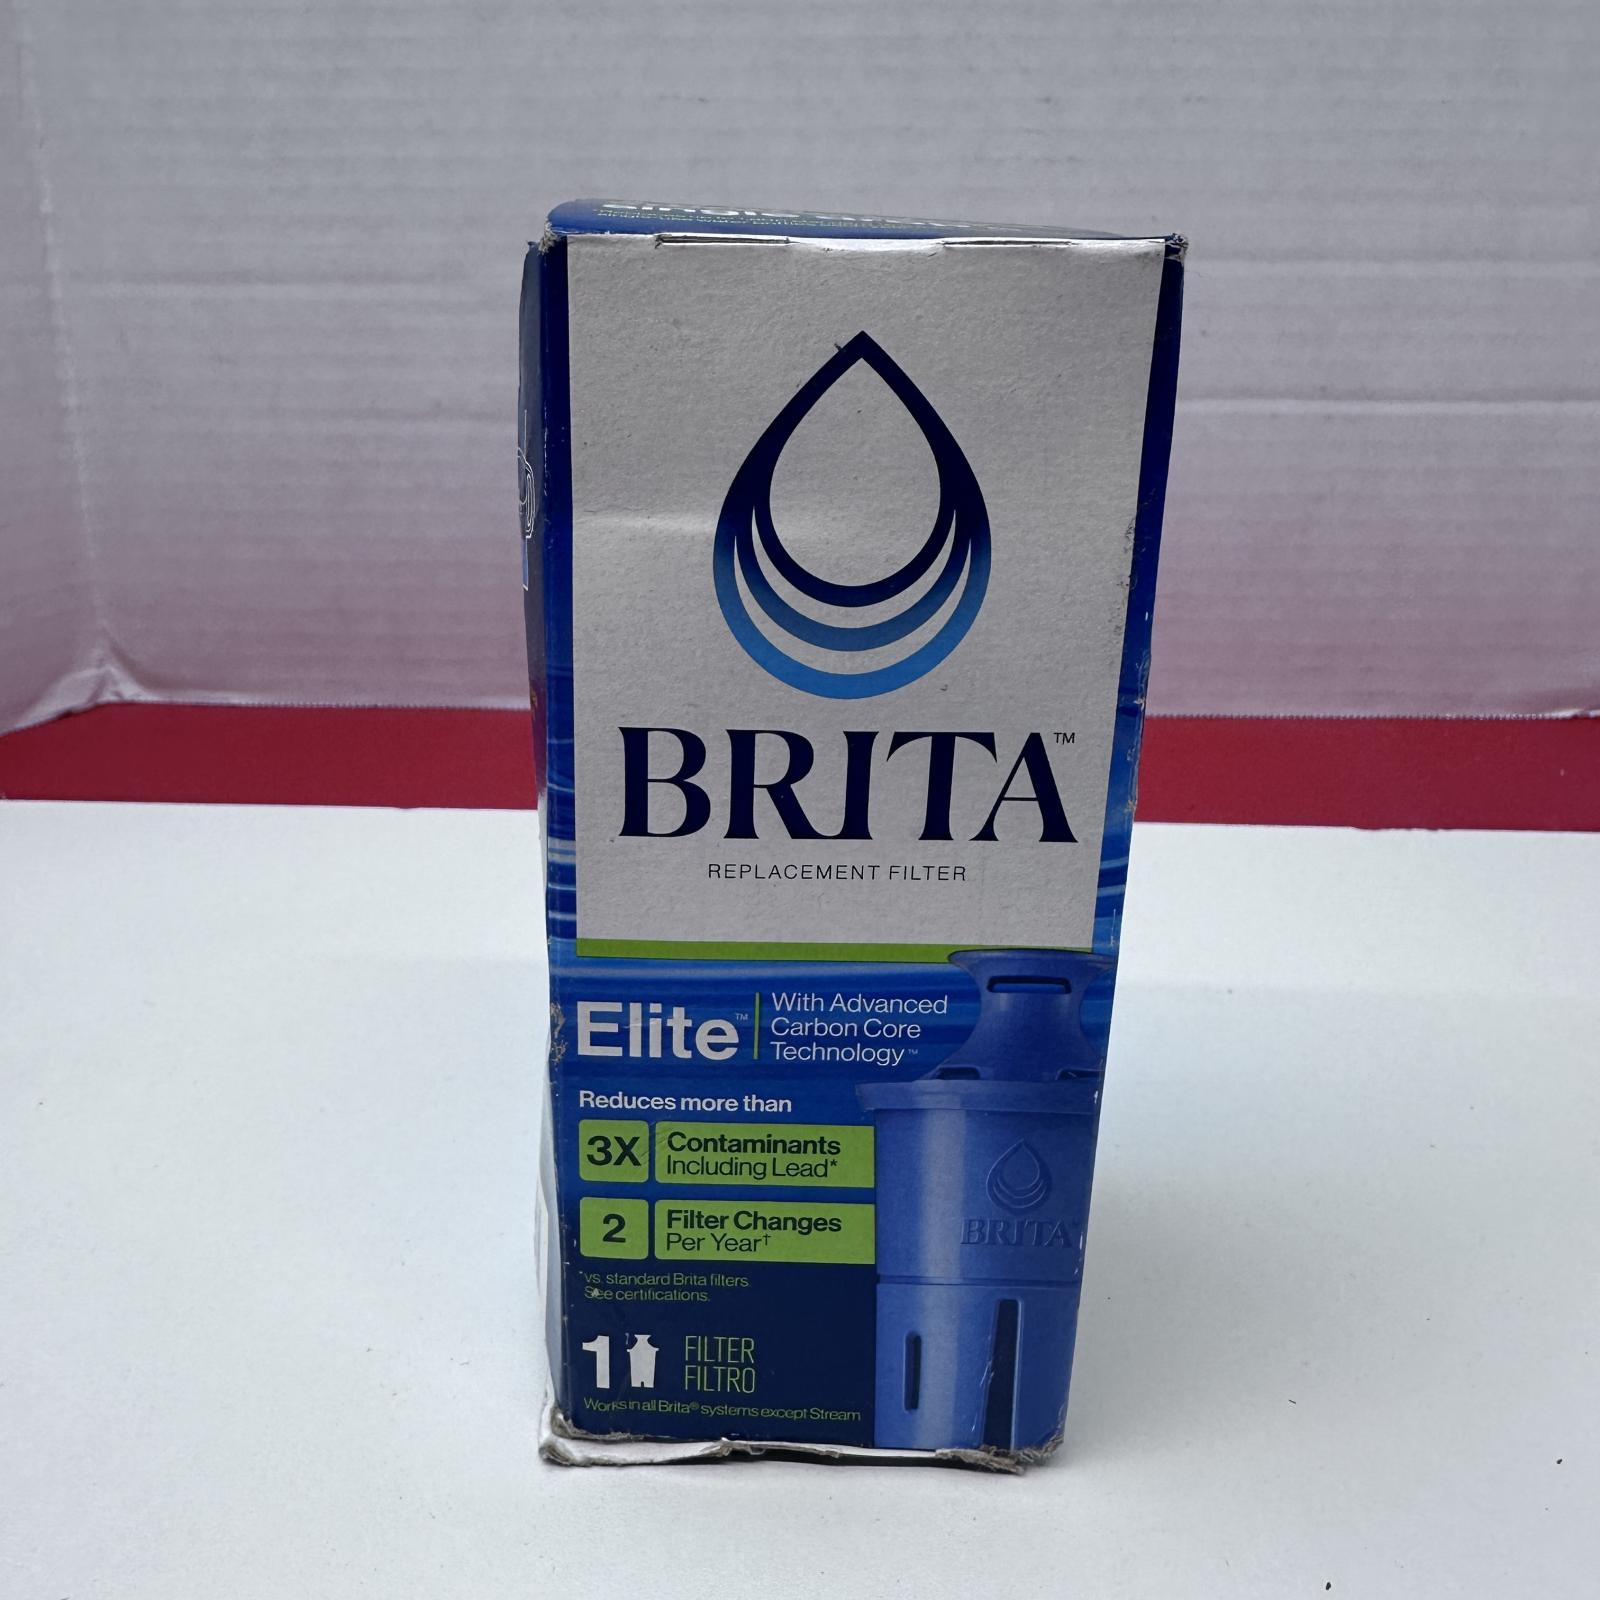 BRITA™
REPLACEMENT FILTER
Elite™
With Advanced
Carbon Core
Technology™
Reduces more than
3X
Contaminants
Including Lead*
2
Filter Changes
Per Year†
*vs. standard Brita filters.
See certifications.
1
FILTER
FILTRO
Works in all Brita® systems except Stream
BRITA